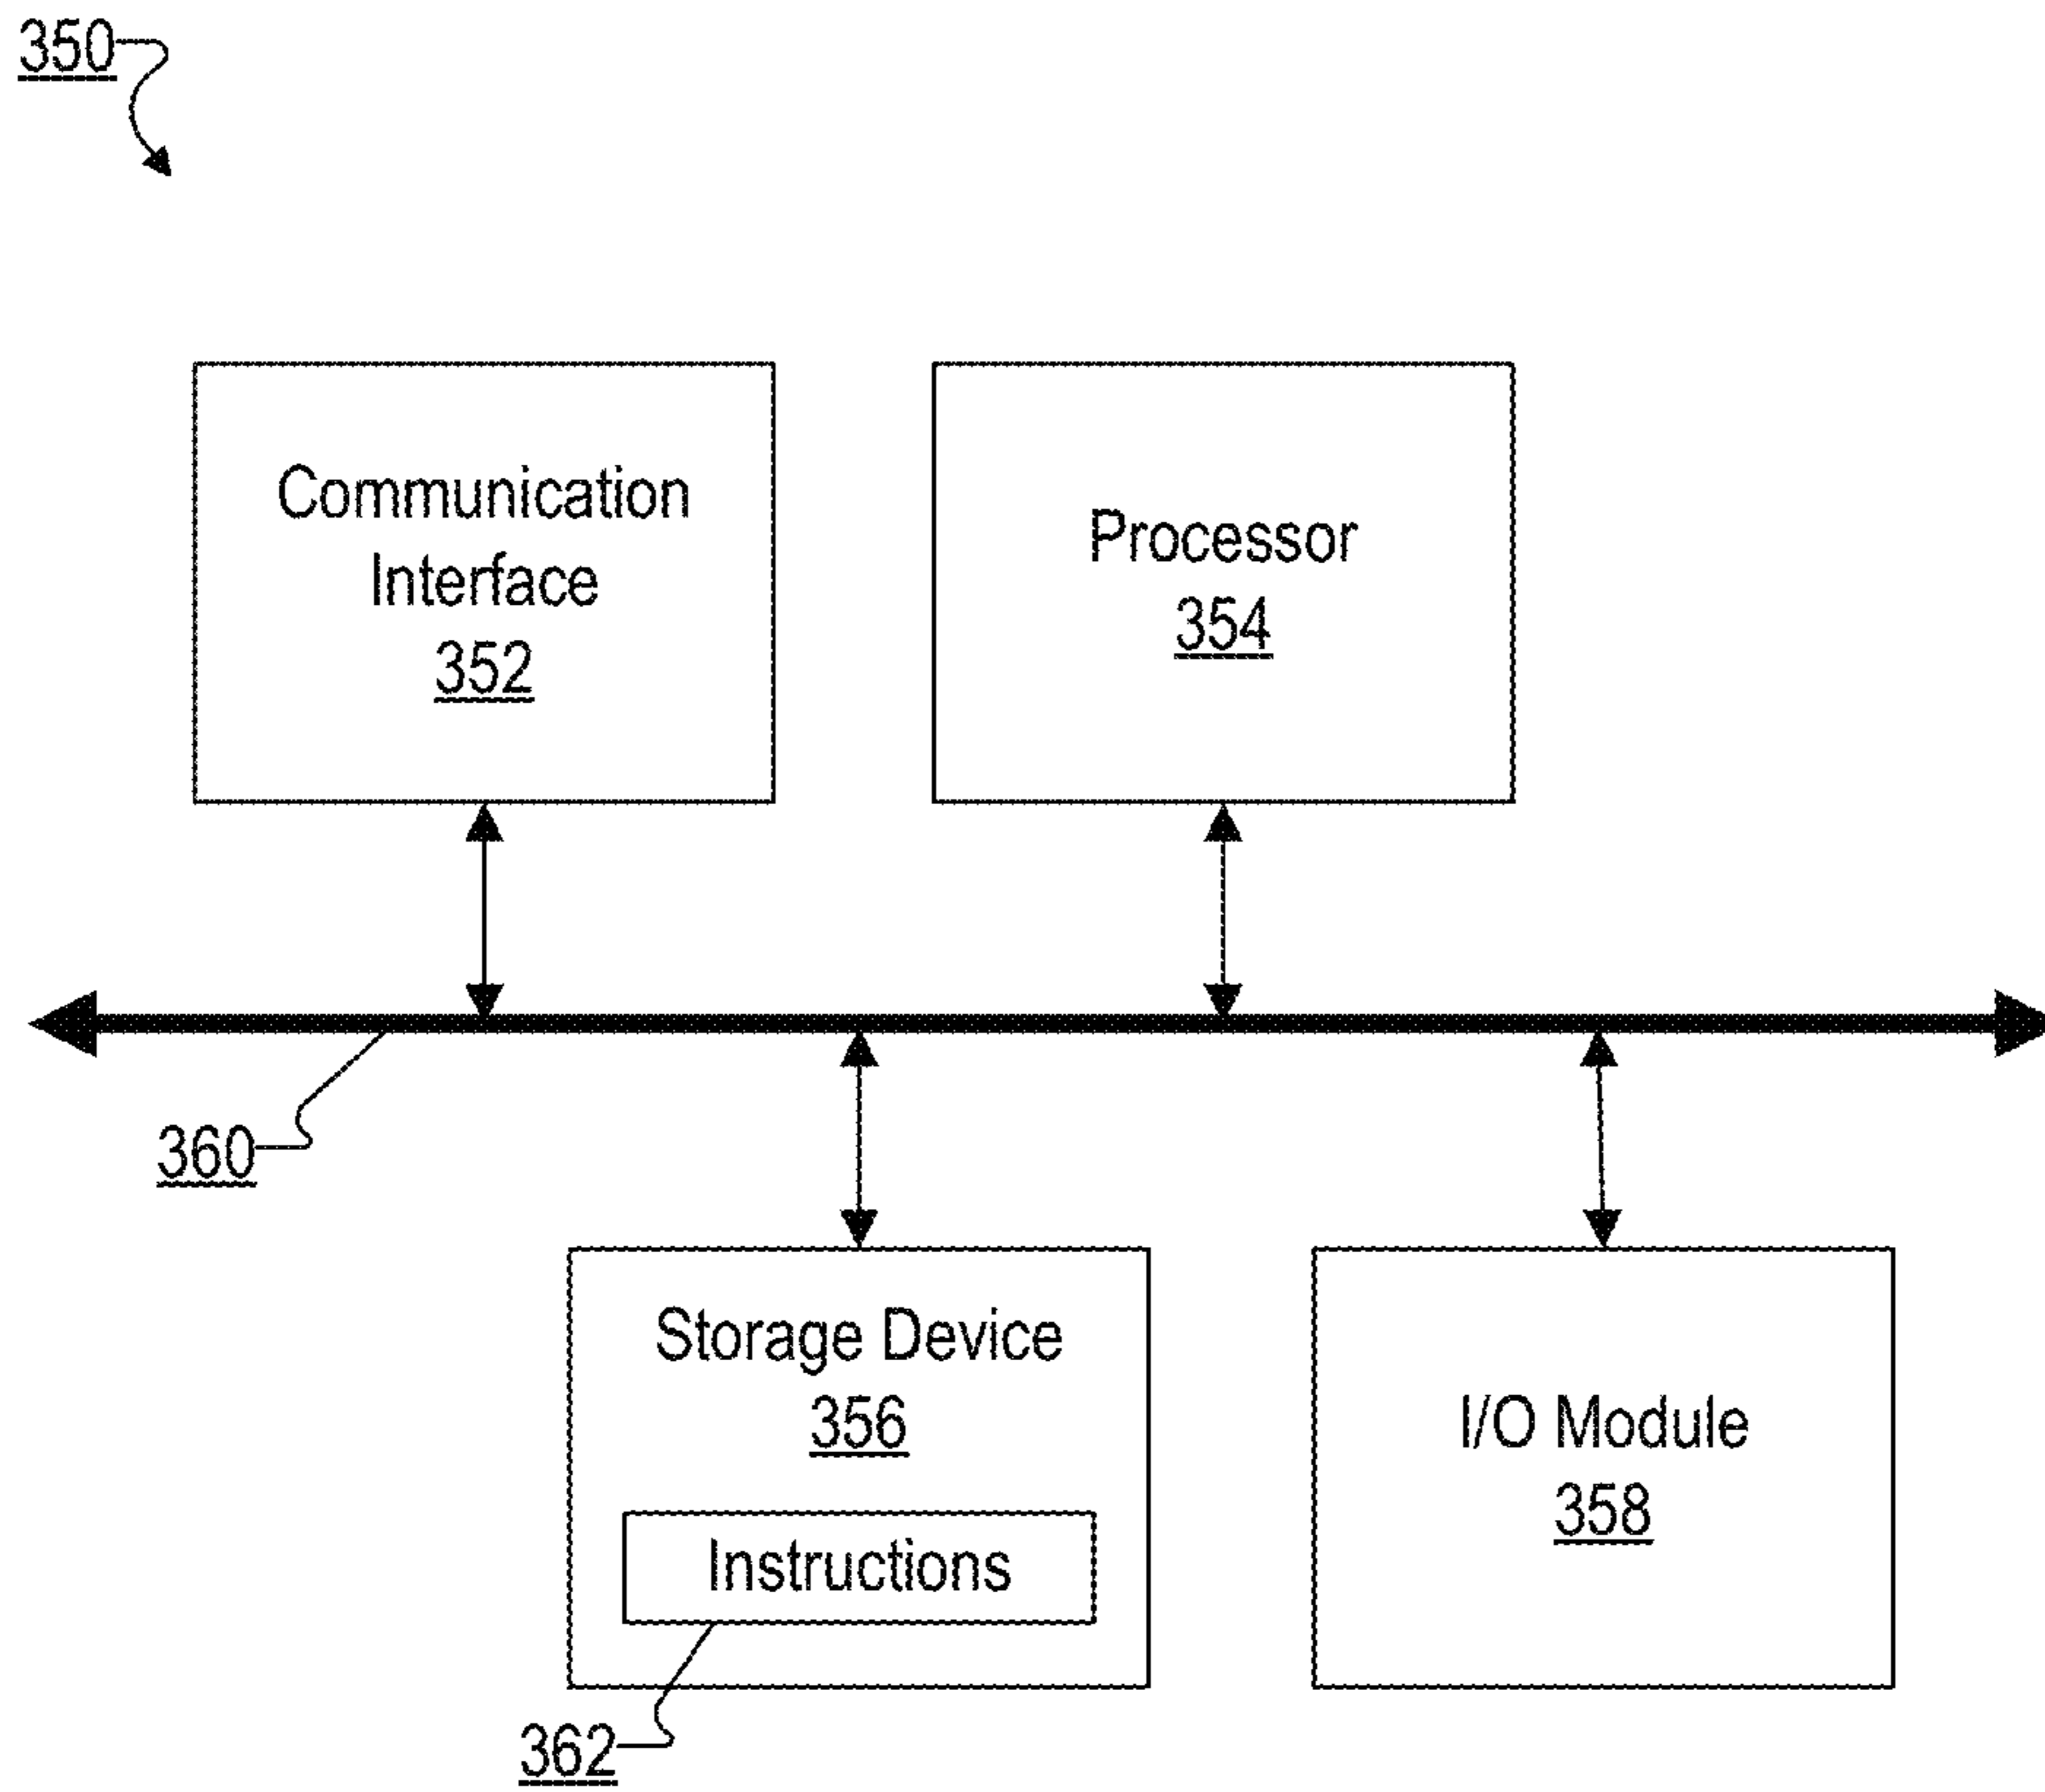 350
Communication
Interface
352
Processor
354
360
Storage Device
356
Instructions
362
I/O Module
358